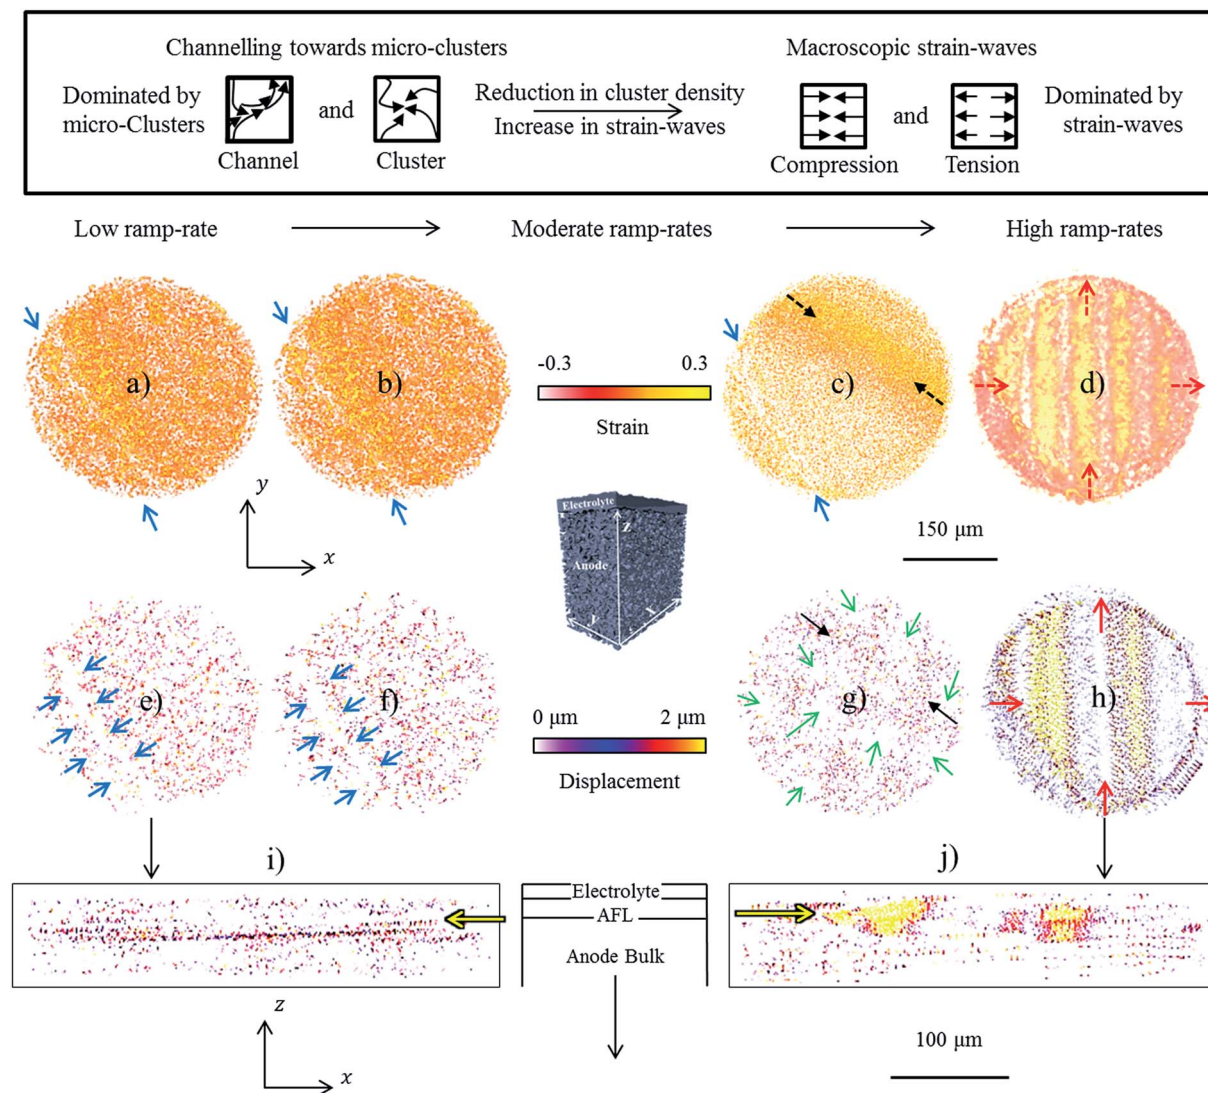 Channelling towards micro-clusters
Macroscopic strain-waves
Dominated by
micro-Clusters
and
Channel
Cluster
Reduction in cluster density
Increase in strain-waves
and
Compression
Tension
Dominated by
strain-waves
Low ramp-rate
Moderate ramp-rates
High ramp-rates
a)
b)
-0.3
0.3
Strain
c)
d)
y
x
Electrolyte
z
Anode
y
x
150 μm
e)
f)
0 μm
2 μm
Displacement
g)
h)
i)
j)
Electrolyte
AFL
Anode Bulk
z
x
100 μm